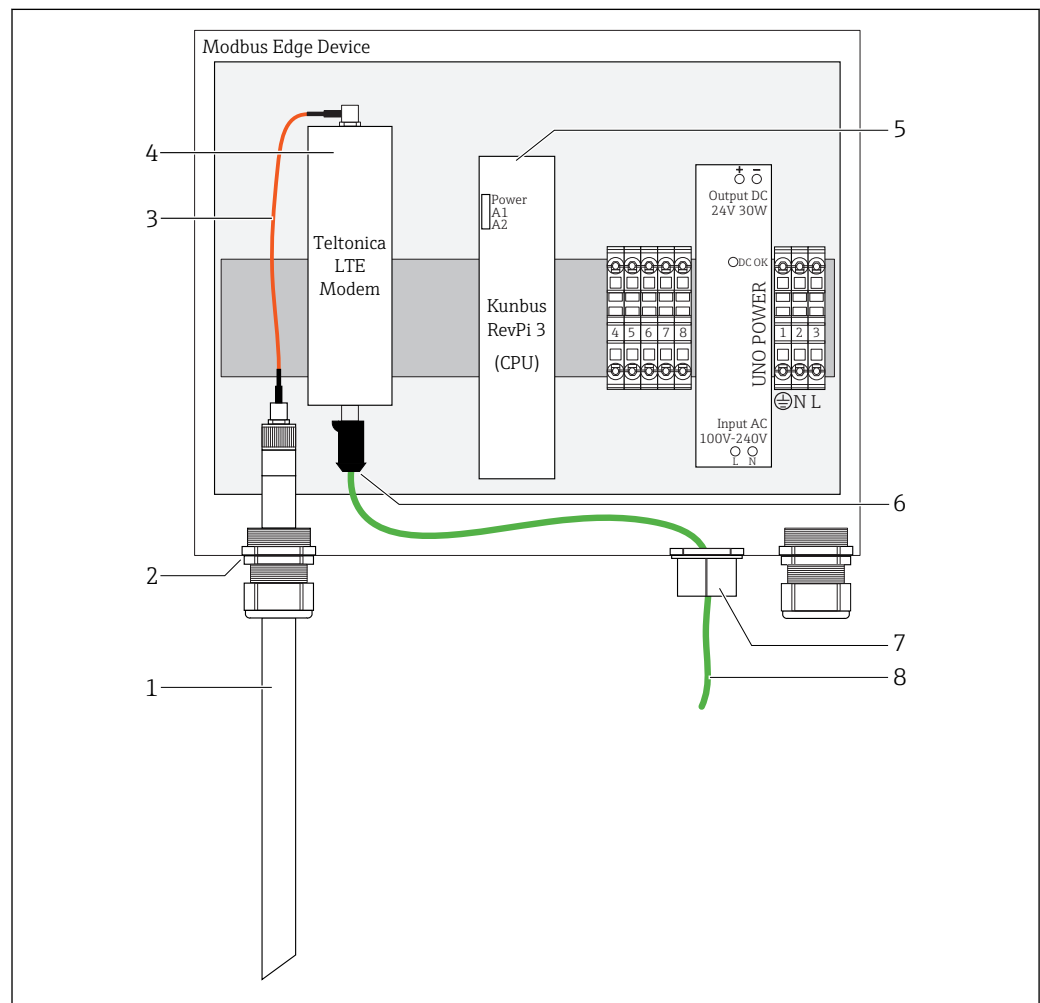 Modbus Edge Device
4
3
5
Power
A1
A2
+ −
Output DC
24V 30W
DC OK
Teltonica
LTE
Modem
Kunbus
RevPi 3
(CPU)
UNO POWER
4 5 6 7 8
1 2 3
N L
Input AC
100V-240V
L N
6
2
7
1
8